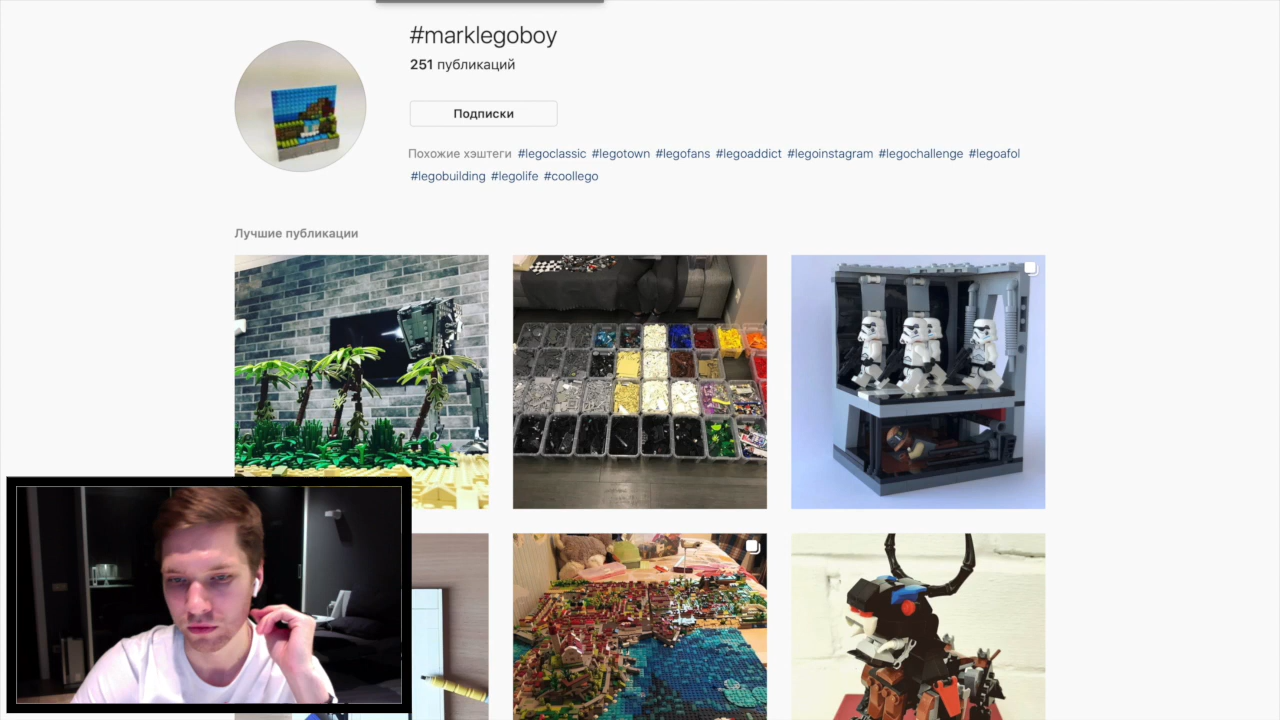 #marklegoboy
251 публикаций
Подписки
Похожие хэштеги #legoclassic #legotown #legofans #legoaddict #legoinstagram #legochallenge #legoafol
#legobuilding #legolife #coollego
Лучшие публикации